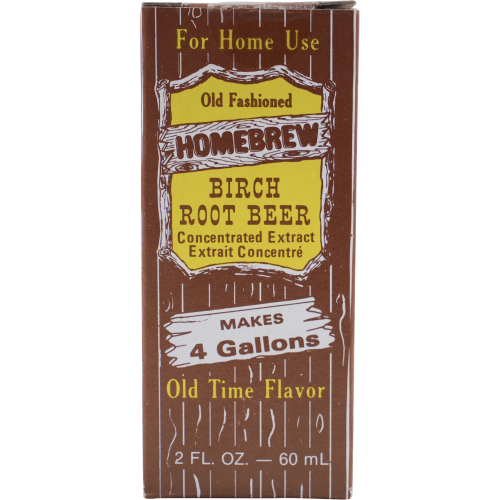 For Home Use
Old Fashioned
HOMEBREW
BIRCH
ROOT BEER
Concentrated Extract
Extrait Concentré
MAKES
4 Gallons
Old Time Flavor
2 FL. OZ. — 60 mL